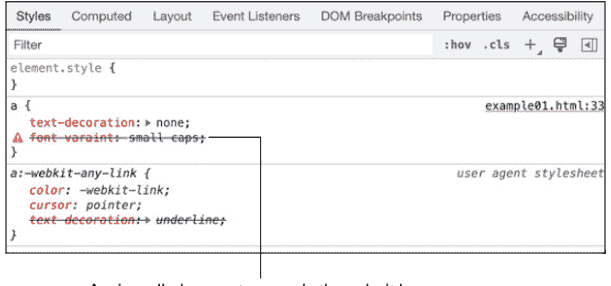 Styles Computed Layout Event Listeners DOM Breakpoints Properties Accessibility
Filter :hov .cls +
element.style {
}
a { example01.html:33
text-decoration: none;
font-varaint: small-caps;
}
a:-webkit-any-link { user agent stylesheet
color: -webkit-link;
cursor: pointer;
text-decoration: underline;
}